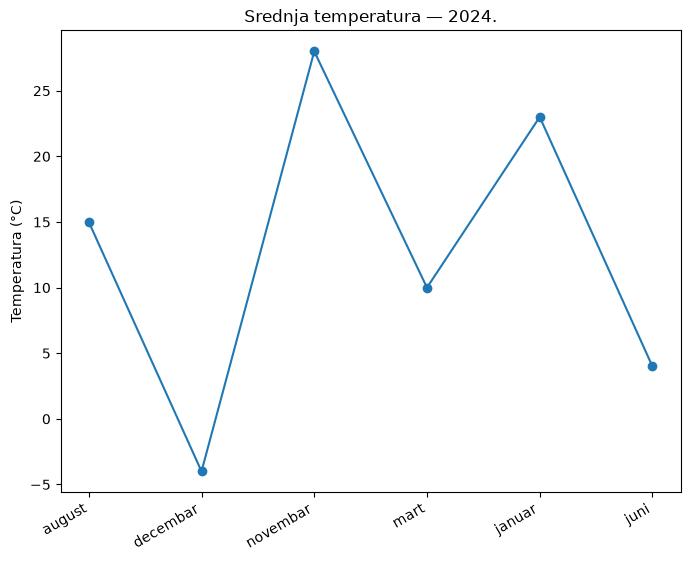 Srednja temperatura — 2024.
Temperatura (°C)
25
20
15
10
5
0
−5
august
decembar
novembar
mart
januar
juni